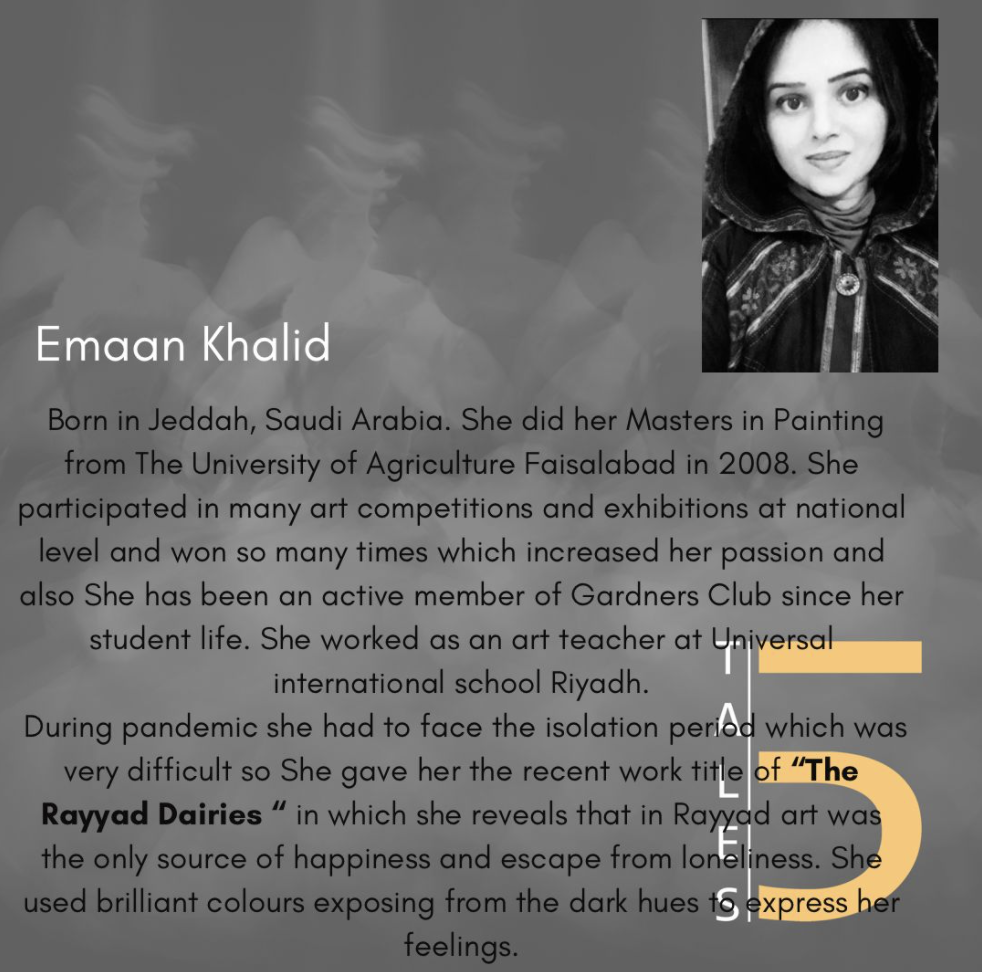 Emaan Khalid
Born in Jeddah, Saudi Arabia. She did her Masters in Painting
from The University of Agriculture Faisalabad in 2008. She
participated in many art competitions and exhibitions at national
level and won so many times which increased her passion and
also She has been an active member of Gardners Club since her
student life. She worked as an art teacher at Universal
international school Riyadh.
During pandemic she had to face the isolation period which was
very difficult so She gave her the recent work title of “The
Rayyad Dairies “ in which she reveals that in Rayyad art was
the only source of happiness and escape from loneliness. She
used brilliant colours exposing from the dark hues to express her
feelings.
TALES
5